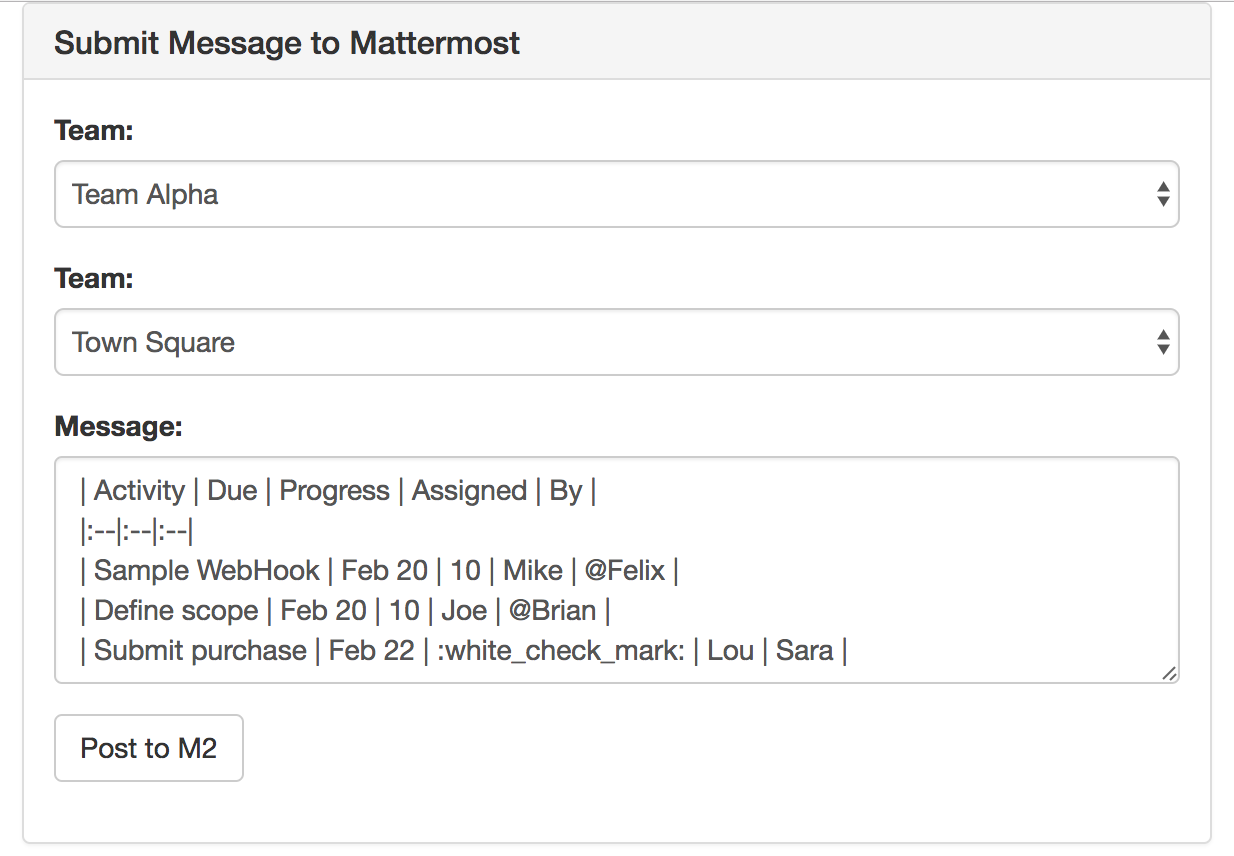 Submit Message to Mattermost
Team:
Team Alpha
Team:
Town Square
Message:
| Activity | Due | Progress | Assigned | By |
|:--|:--|:--|
| Sample WebHook | Feb 20 | 10 | Mike | @Felix |
| Define scope | Feb 20 | 10 | Joe | @Brian |
| Submit purchase | Feb 22 | :white_check_mark: | Lou | Sara |
Post to M2